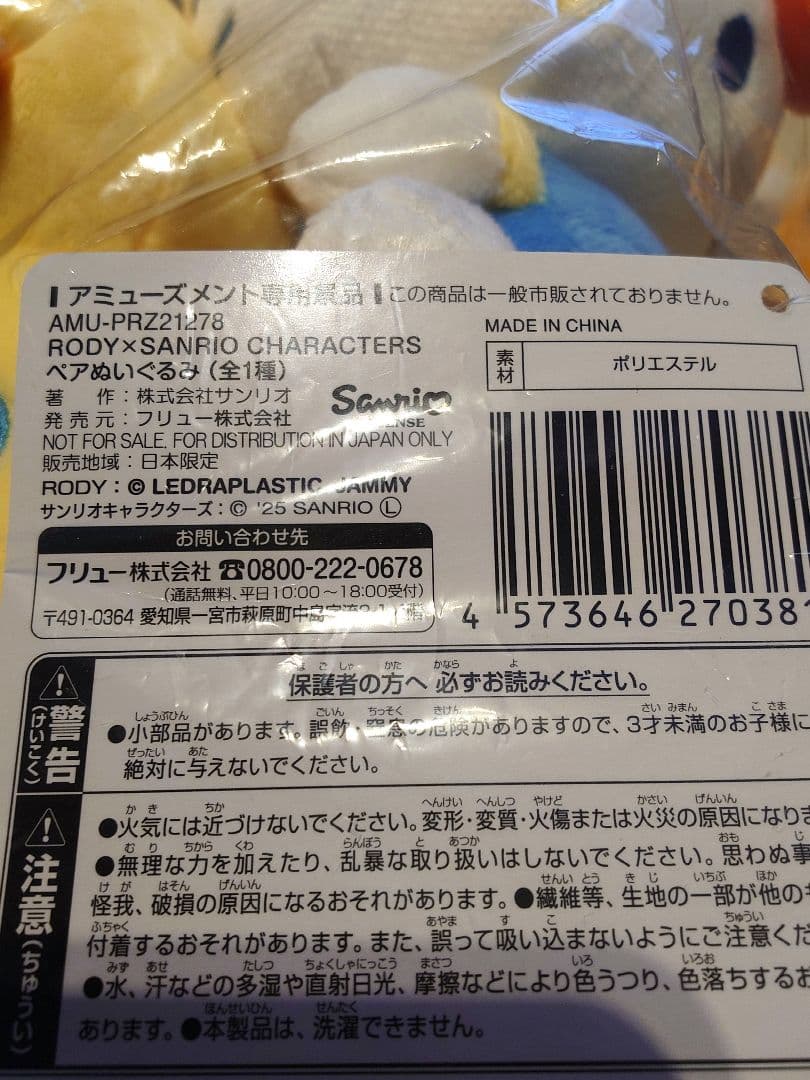 アミューズメント専用景品 この商品は一般市販されておりません。
AMU-PRZ21278
RODY×SANRIO CHARACTERS
ペアぬいぐるみ(全1種)
著 作:株式会社サンリオ
発売元:フリュー株式会社
Sanrio
NOT FOR SALE. FOR DISTRIBUTION IN JAPAN ONLY
販売地域:日本限定
RODY:© LEDRAPLASTIC JAMMY
サンリオキャラクターズ:© '25 SANRIO Ⓛ
MADE IN CHINA
素材 ポリエステル
4 573646 27038
お問い合わせ先
フリュー株式会社 ☎0800-222-0678
(通話無料、平日10:00~18:00受付)
〒491-0364 愛知県一宮市萩原町中島
警告(けいこく)
保護者の方へ 必ずお読みください。
●小部品があります。誤飲・窒息の危険がありますので、3才未満のお子様に
絶対に与えないでください。
注意(ちゅうい)
●火気には近づけないでください。変形・変質・火傷または火災の原因になり
●無理な力を加えたり、乱暴な取り扱いはしないでください。思わぬ事
怪我、破損の原因になるおそれがあります。●繊維等、生地の一部が他の
付着するおそれがあります。また、誤って吸い込まないようにご注意くだ
●水、汗などの多湿や直射日光、摩擦などにより色うつり、色落ちするお
あります。●本製品は、洗濯できません。